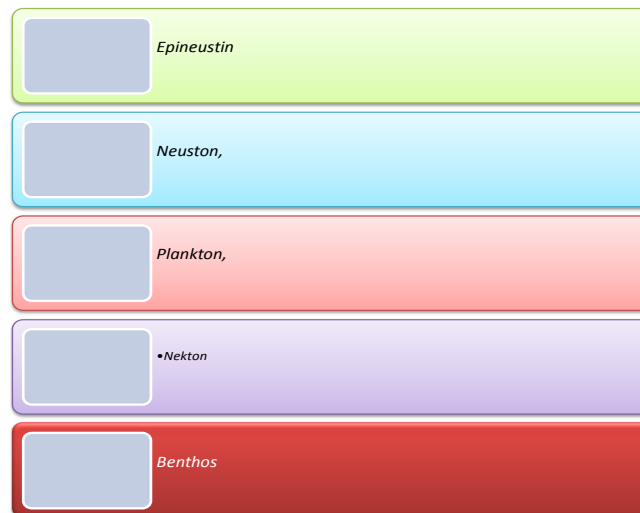 Epineustin
Neuston,
Plankton,
•Nekton
Benthos